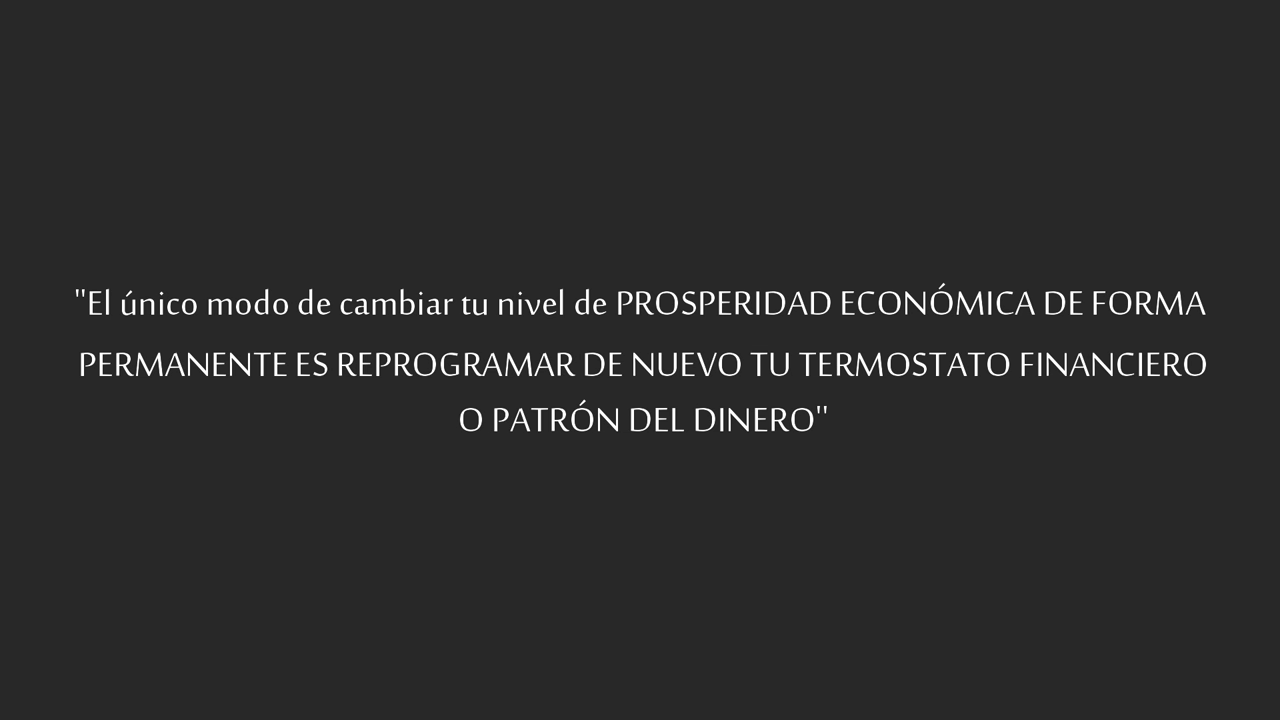 "El único modo de cambiar tu nivel de PROSPERIDAD ECONÓMICA DE FORMA
PERMANENTE ES REPROGRAMAR DE NUEVO TU TERMOSTATO FINANCIERO
O PATRÓN DEL DINERO"